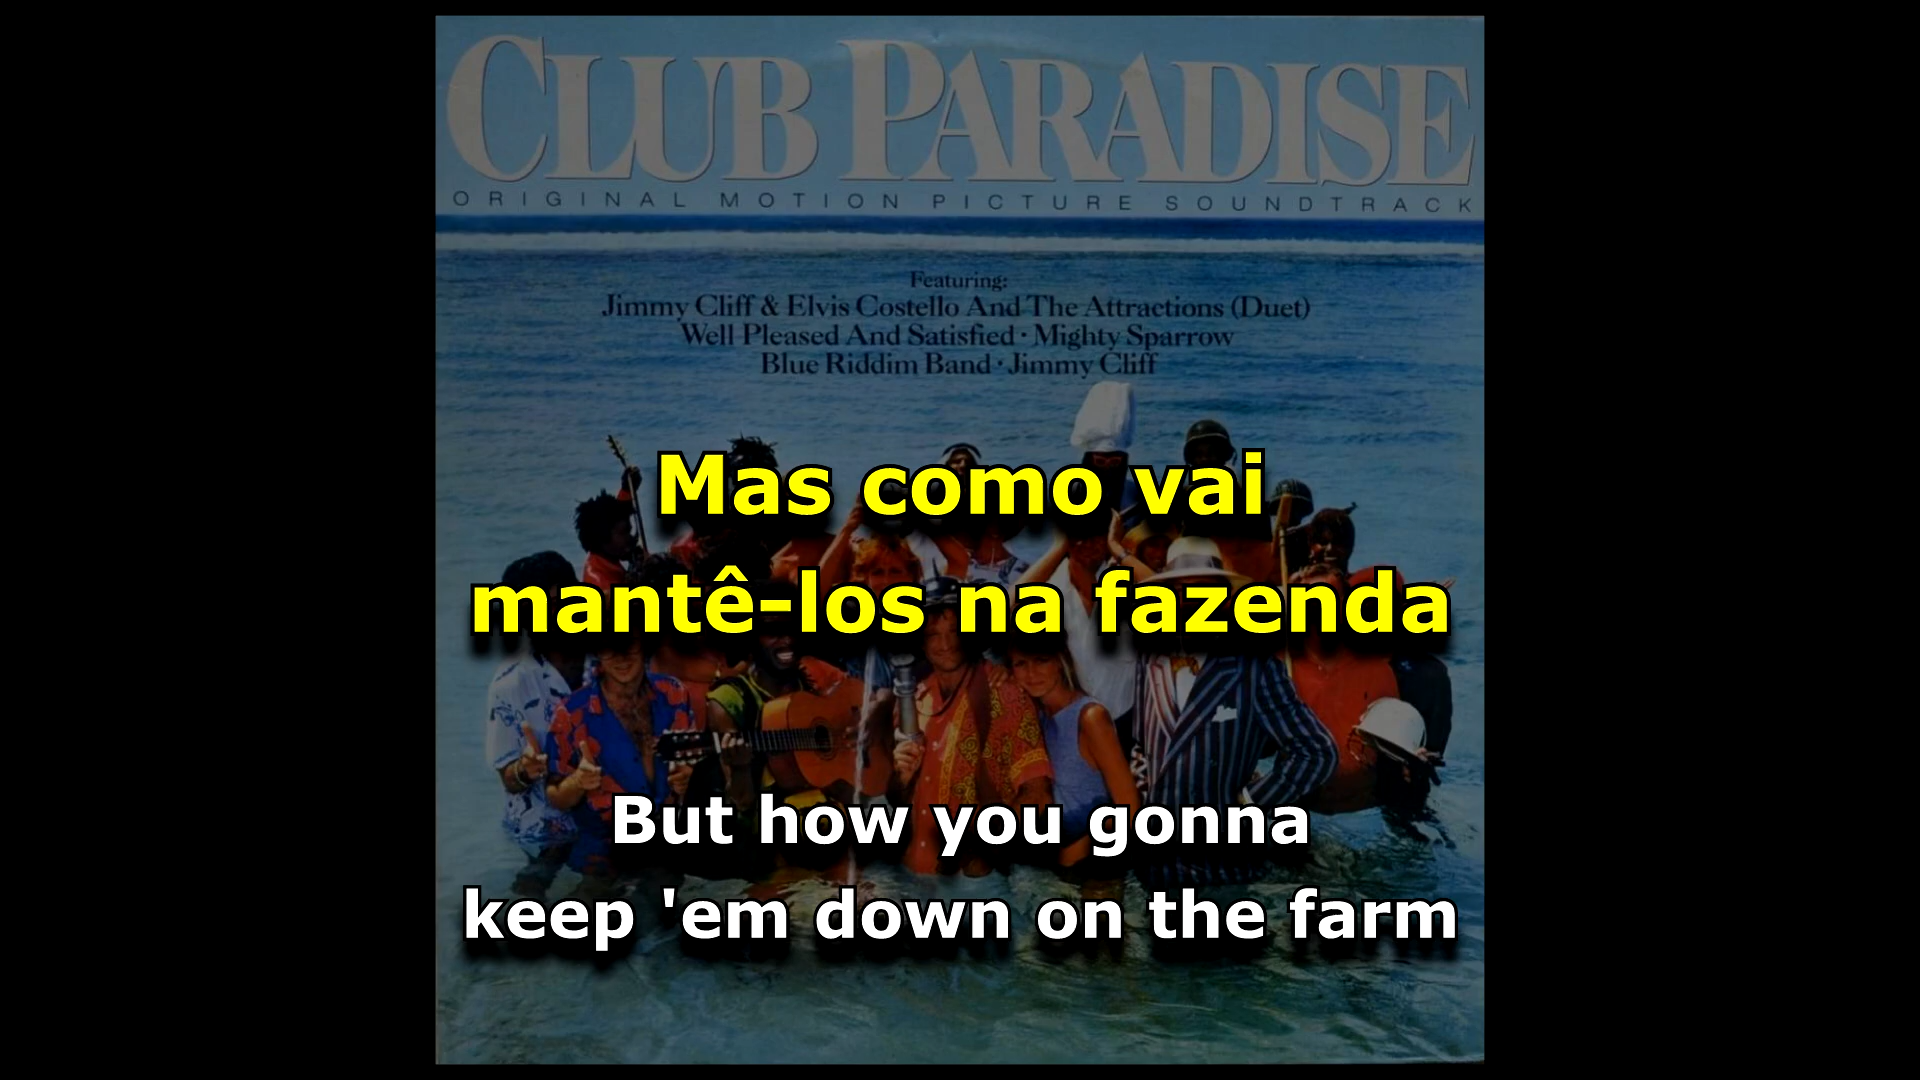 CLUB PARADISE
ORIGINAL MOTION PICTURE SOUNDTRACK
Featuring:
Jimmy Cliff & Elvis Costello And The Attractions (Duet)
Well Pleased And Satisfied · Mighty Sparrow
Blue Riddim Band · Jimmy Cliff
Mas como vai
mantê-los na fazenda
But how you gonna
keep 'em down on the farm